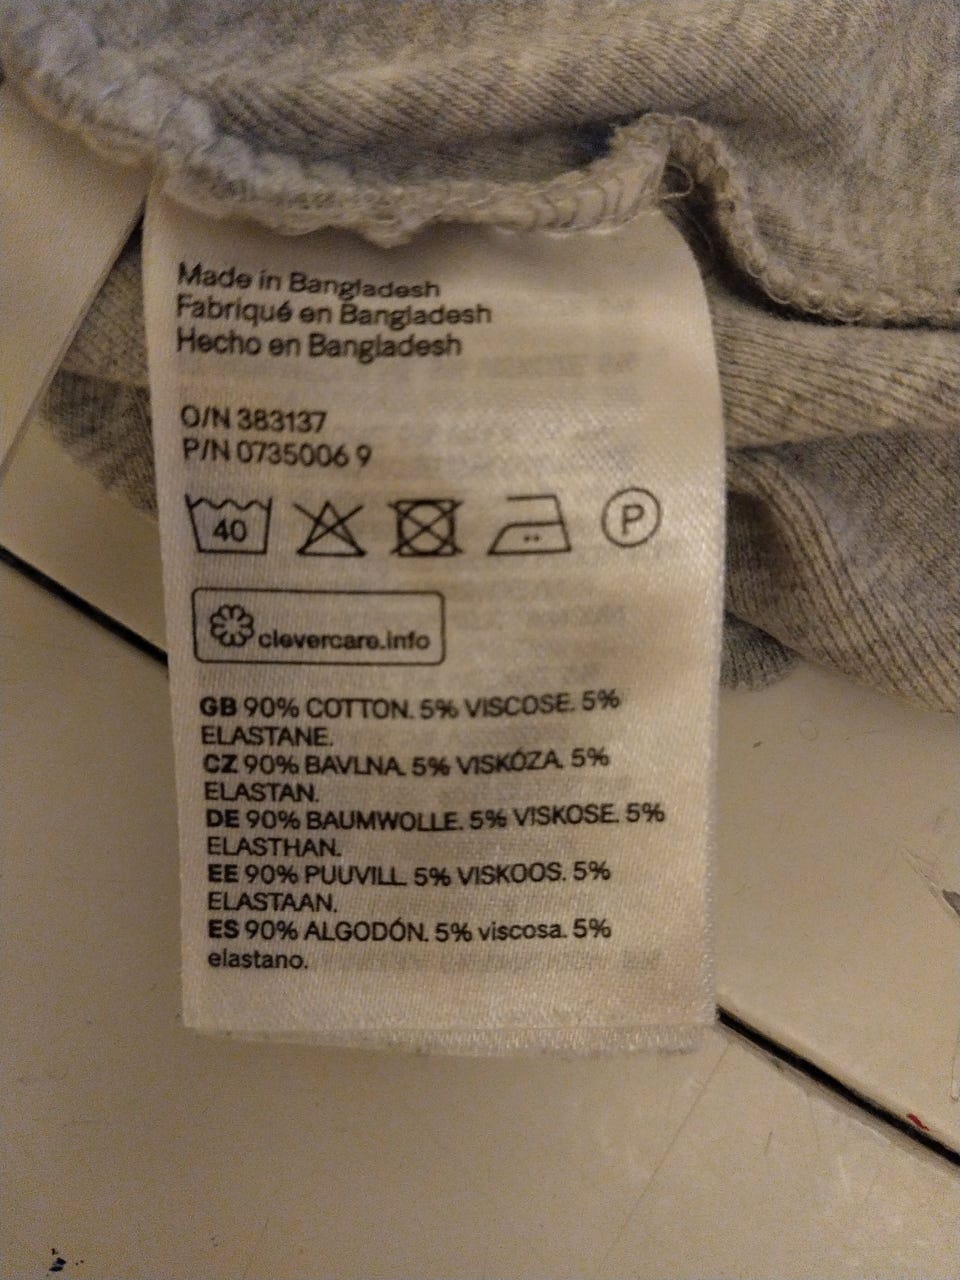 Made in Bangladesh
Fabriqué en Bangladesh
Hecho en Bangladesh
O/N 383137
P/N 0735006 9
40 P
clevercare.info
GB 90% COTTON. 5% VISCOSE. 5%
ELASTANE.
CZ 90% BAVLNA. 5% VISKÓZA. 5%
ELASTAN.
DE 90% BAUMWOLLE. 5% VISKOSE. 5%
ELASTHAN.
EE 90% PUUVILL. 5% VISKOOS. 5%
ELASTAAN.
ES 90% ALGODÓN. 5% viscosa. 5%
elastano.